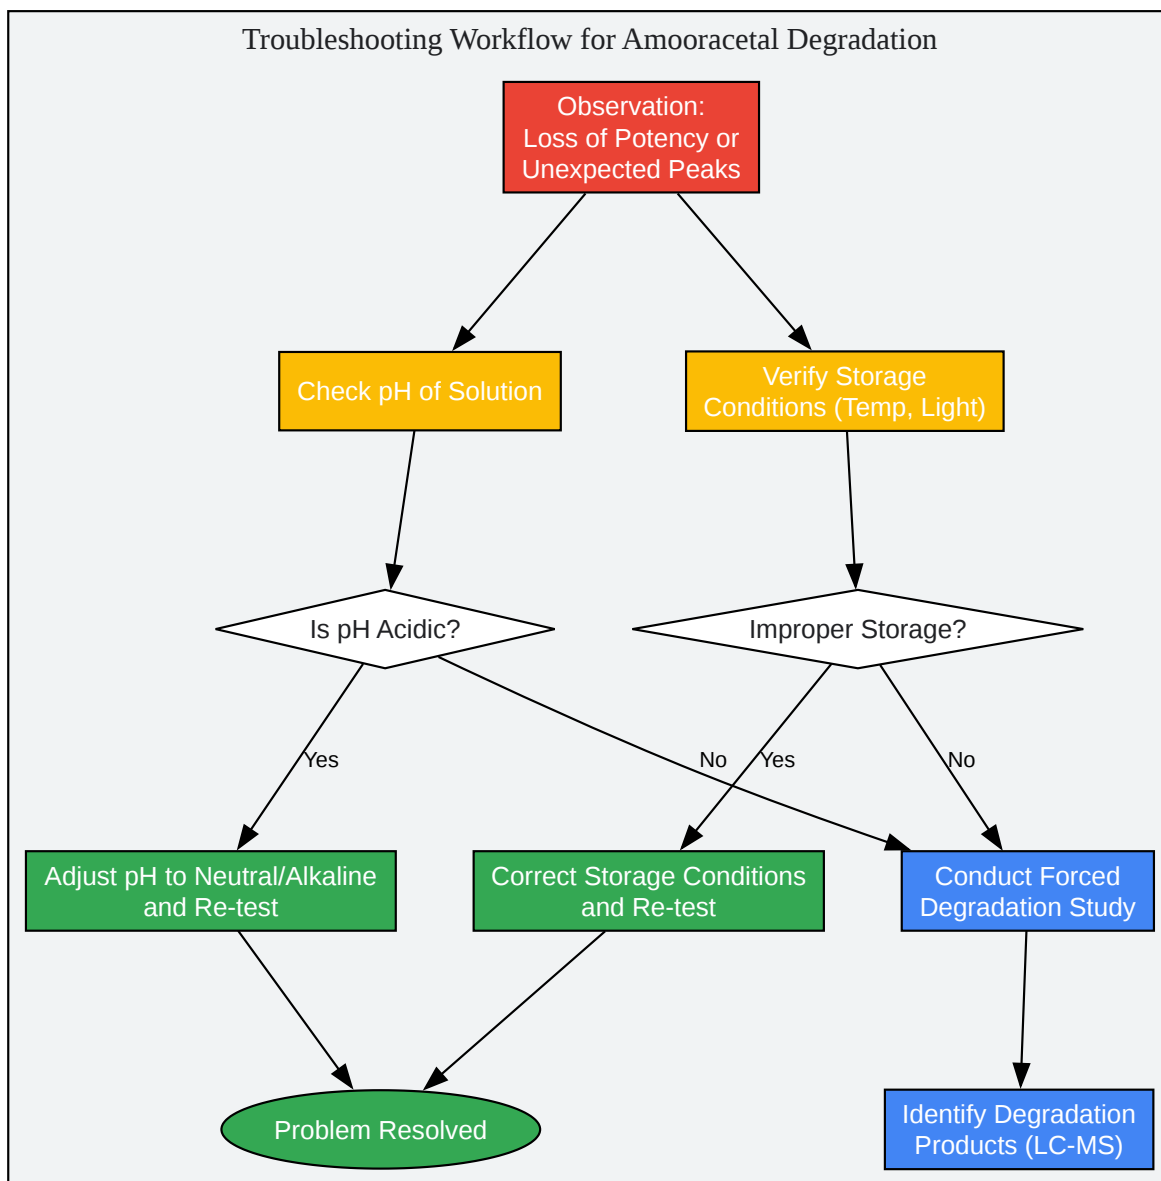 Troubleshooting Workflow for Amooracetal Degradation
Observation:
Loss of Potency or
Unexpected Peaks
Check pH of Solution
Verify Storage
Conditions (Temp, Light)
Is pH Acidic?
Improper Storage?
Yes
No
Yes
No
Adjust pH to Neutral/Alkaline
and Re-test
Correct Storage Conditions
and Re-test
Conduct Forced
Degradation Study
Problem Resolved
Identify Degradation
Products (LC-MS)